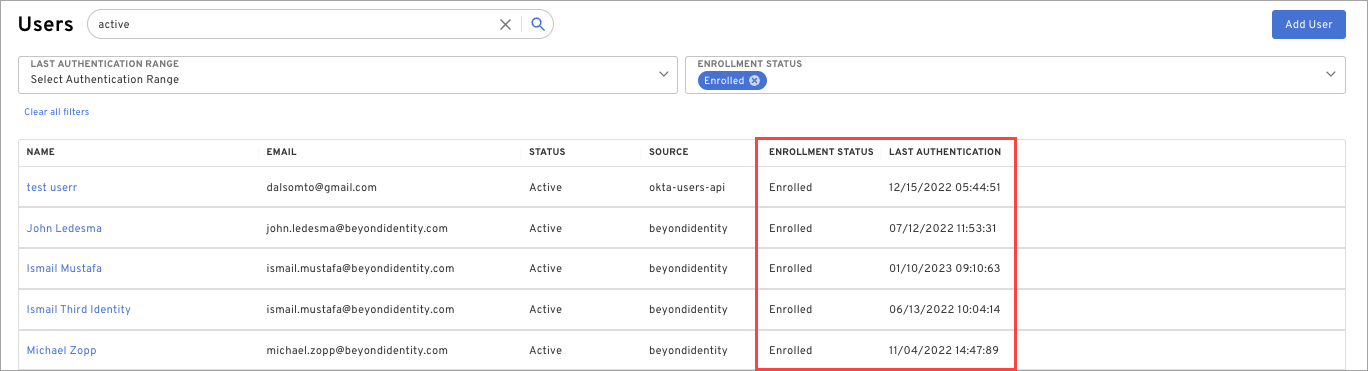 Users active Add User
LAST AUTHENTICATION RANGE ENROLLMENT STATUS
Select Authentication Range Enrolled
Clear all filters
NAME EMAIL STATUS SOURCE ENROLLMENT STATUS LAST AUTHENTICATION
test userr dalsomto@gmail.com Active okta-users-api Enrolled 12/15/2022 05:44:51
John Ledesma john.ledesma@beyondidentity.com Active beyondidentity Enrolled 07/12/2022 11:53:31
Ismail Mustafa ismail.mustafa@beyondidentity.com Active beyondidentity Enrolled 01/10/2023 09:10:63
Ismail Third Identity ismail.mustafa@beyondidentity.com Active beyondidentity Enrolled 06/13/2022 10:04:14
Michael Zopp michael.zopp@beyondidentity.com Active beyondidentity Enrolled 11/04/2022 14:47:89